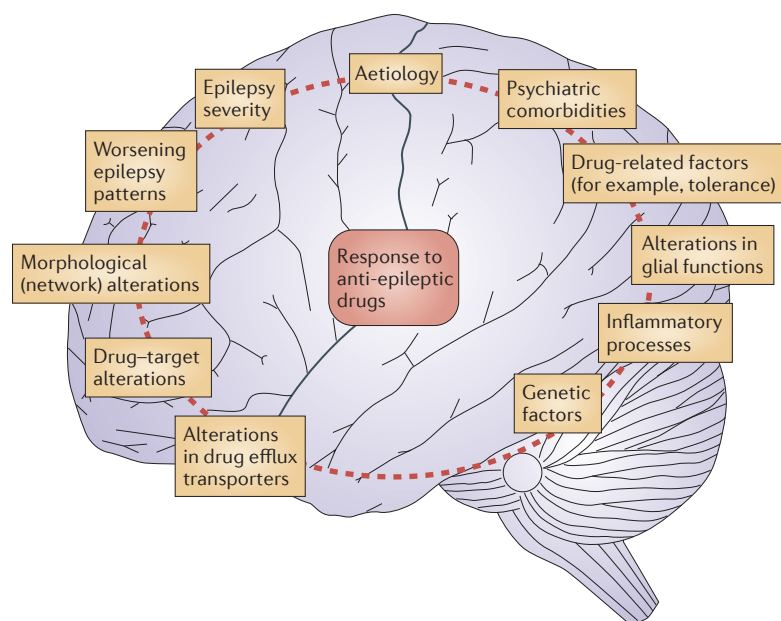 Aetiology
Epilepsy
severity
Psychiatric
comorbidities
Worsening
epilepsy
patterns
Drug-related factors
(for example, tolerance)
Morphological
(network) alterations
Response to
anti-epileptic
drugs
Alterations in
glial functions
Inflammatory
processes
Drug–target
alterations
Genetic
factors
Alterations
in drug efflux
transporters